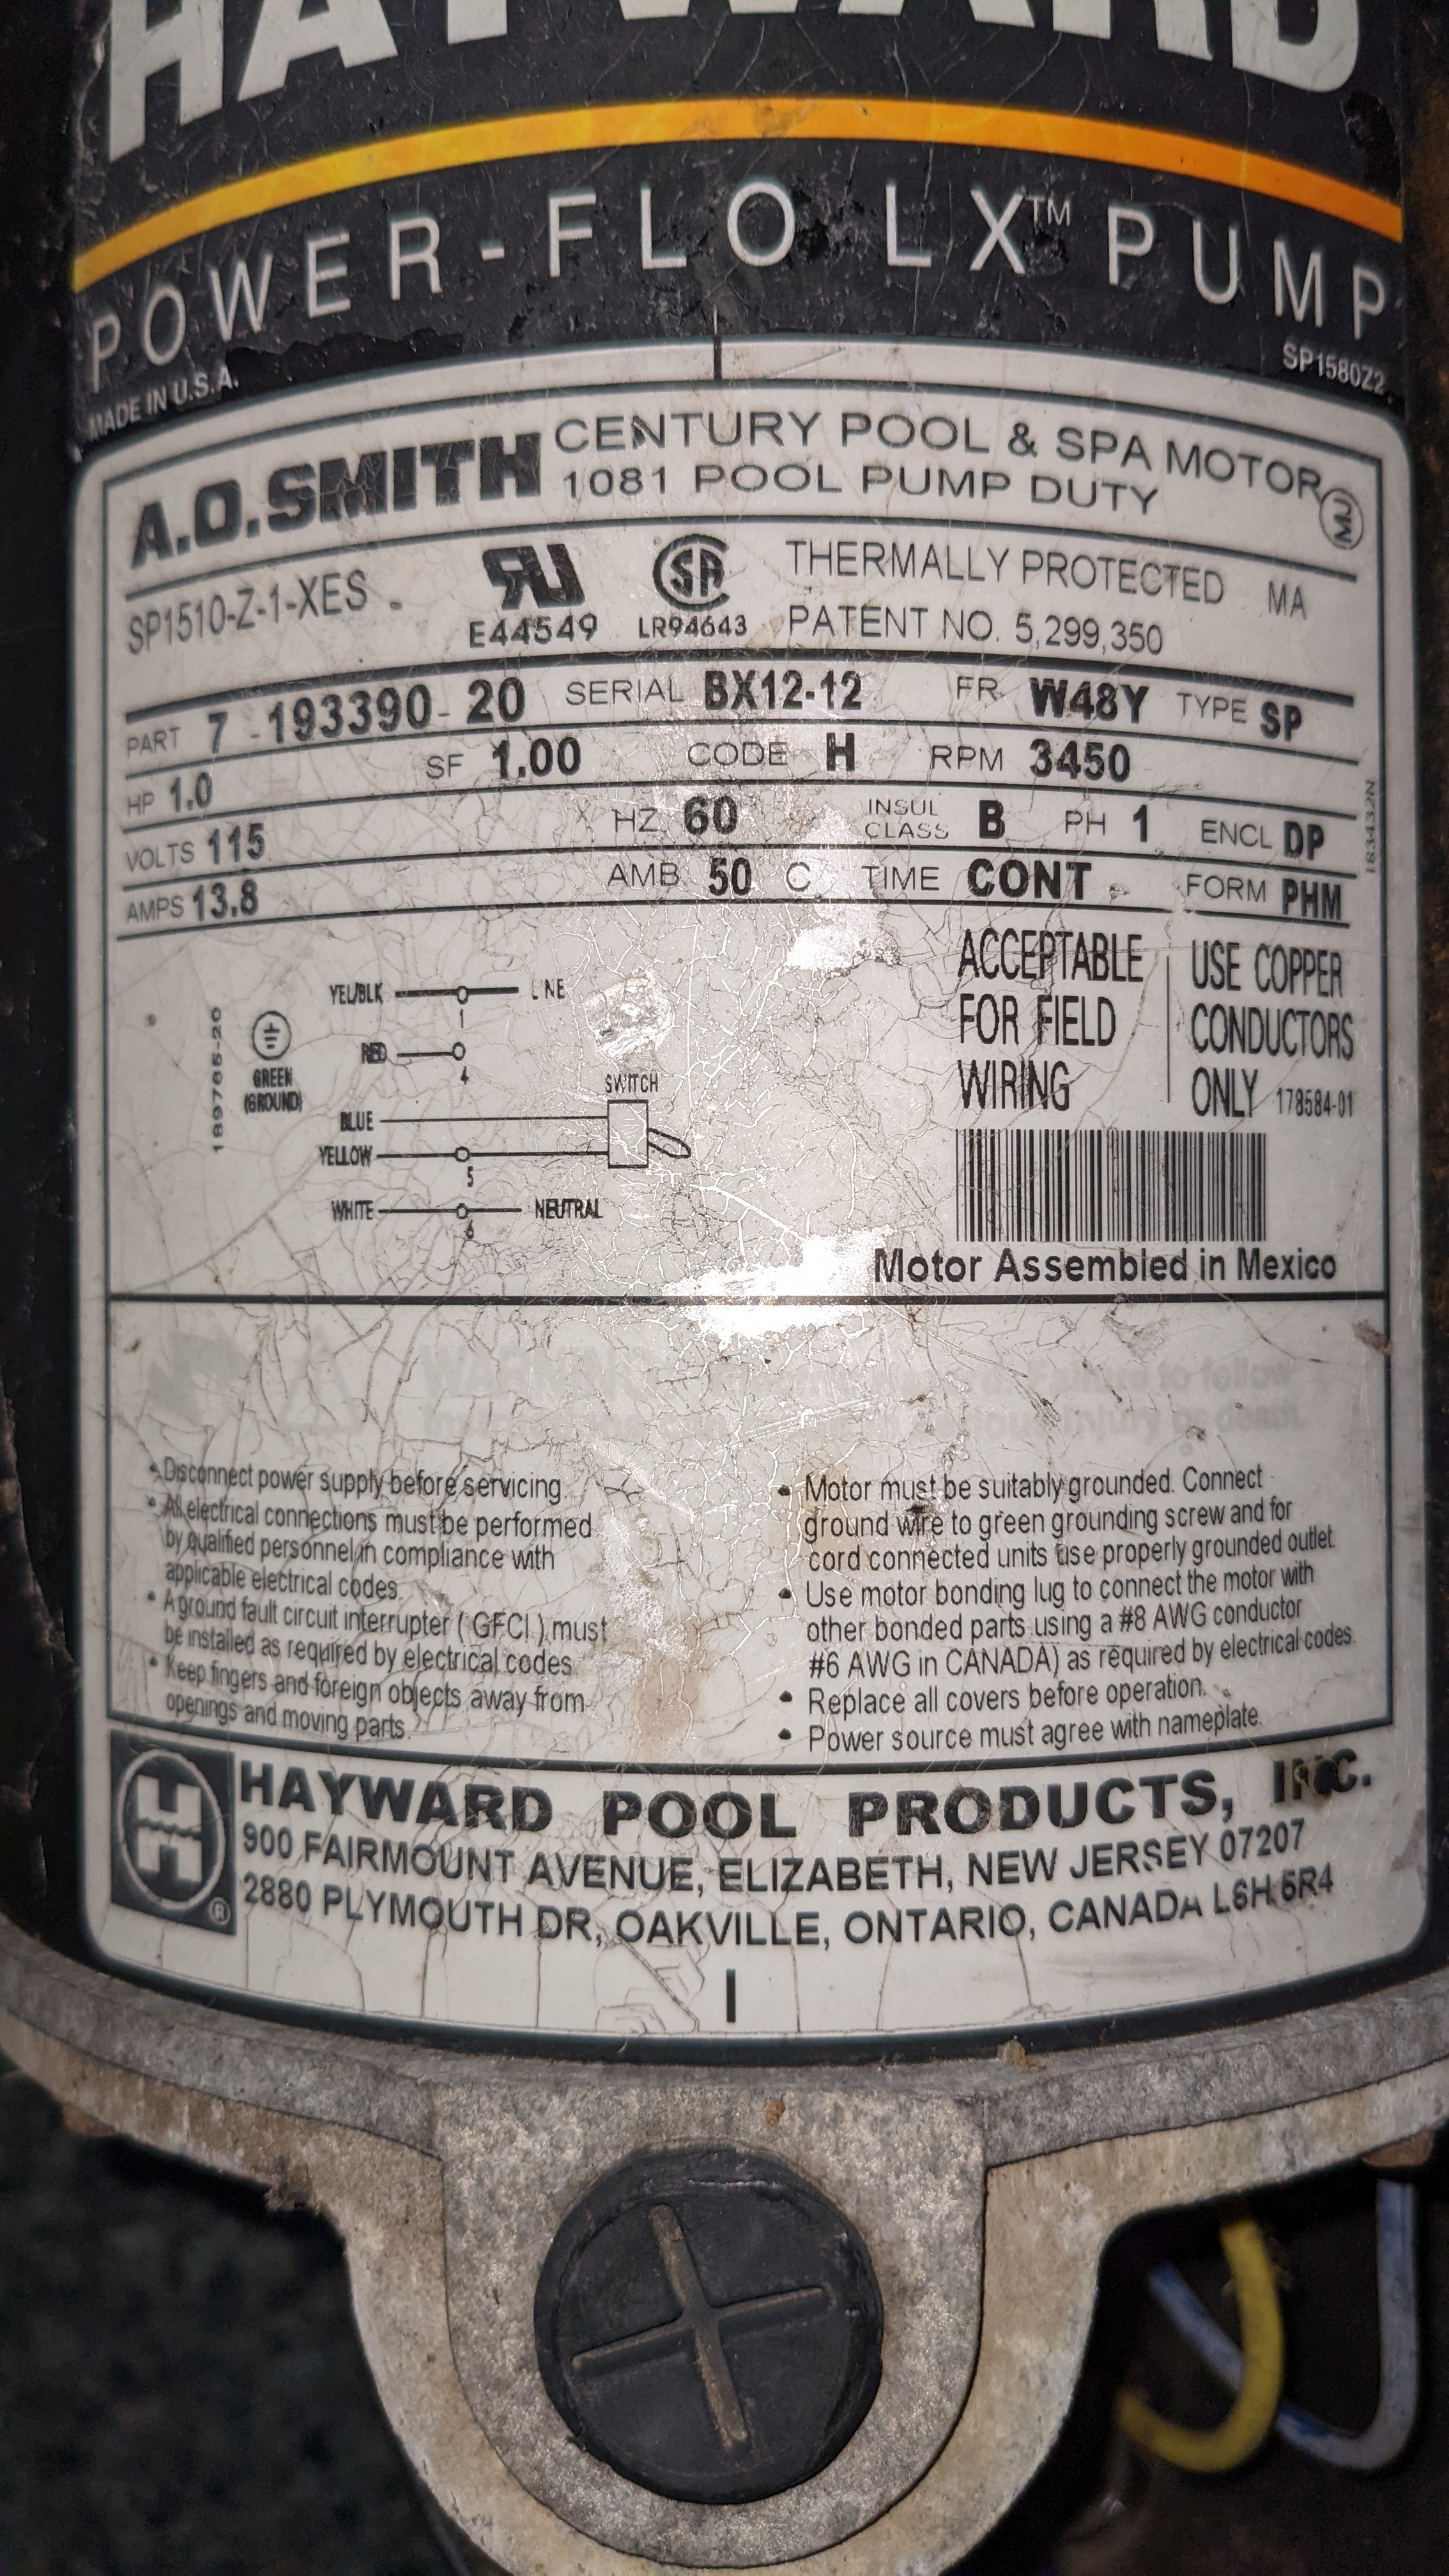 HAYWARD
POWER-FLO LX™ PUMP
MADE IN U.S.A.
SP1580Z2
A.O.SMITH CENTURY POOL & SPA MOTOR
1081 POOL PUMP DUTY
MJ
SP1510-Z-1-XES
E44549
SA
LR94643
THERMALLY PROTECTED MA
PATENT NO. 5,299,350
PART 7 -193390- 20 SERIAL BX12-12 FR W48Y TYPE SP
HP 1.0 SF 1.00 CODE H RPM 3450
VOLTS 115 HZ 60 INSUL CLASS B PH 1 ENCL DP
AMPS 13.8 AMB 50 C TIME CONT FORM PHM
183432N
189765-20
GREEN
(GROUND)
YEL/BLK 1 LINE
RED 4
SWITCH
BLUE
YELLOW 5
WHITE 6 NEUTRAL
ACCEPTABLE
FOR FIELD
WIRING
USE COPPER
CONDUCTORS
ONLY 178584-01
Motor Assembled in Mexico
to follow
injury or death.
• Disconnect power supply before servicing.
• All electrical connections must be performed
by qualified personnel in compliance with
applicable electrical codes.
• A ground fault circuit interrupter ( GFCI ) must
be installed as required by electrical codes
• Keep fingers and foreign objects away from
openings and moving parts.
• Motor must be suitably grounded. Connect
ground wire to green grounding screw and for
cord connected units use properly grounded outlet.
• Use motor bonding lug to connect the motor with
other bonded parts using a #8 AWG conductor
#6 AWG in CANADA) as required by electrical codes.
• Replace all covers before operation.
• Power source must agree with nameplate.
H ®
HAYWARD POOL PRODUCTS, INC.
900 FAIRMOUNT AVENUE, ELIZABETH, NEW JERSEY 07207
2880 PLYMOUTH DR, OAKVILLE, ONTARIO, CANADA L6H 5R4